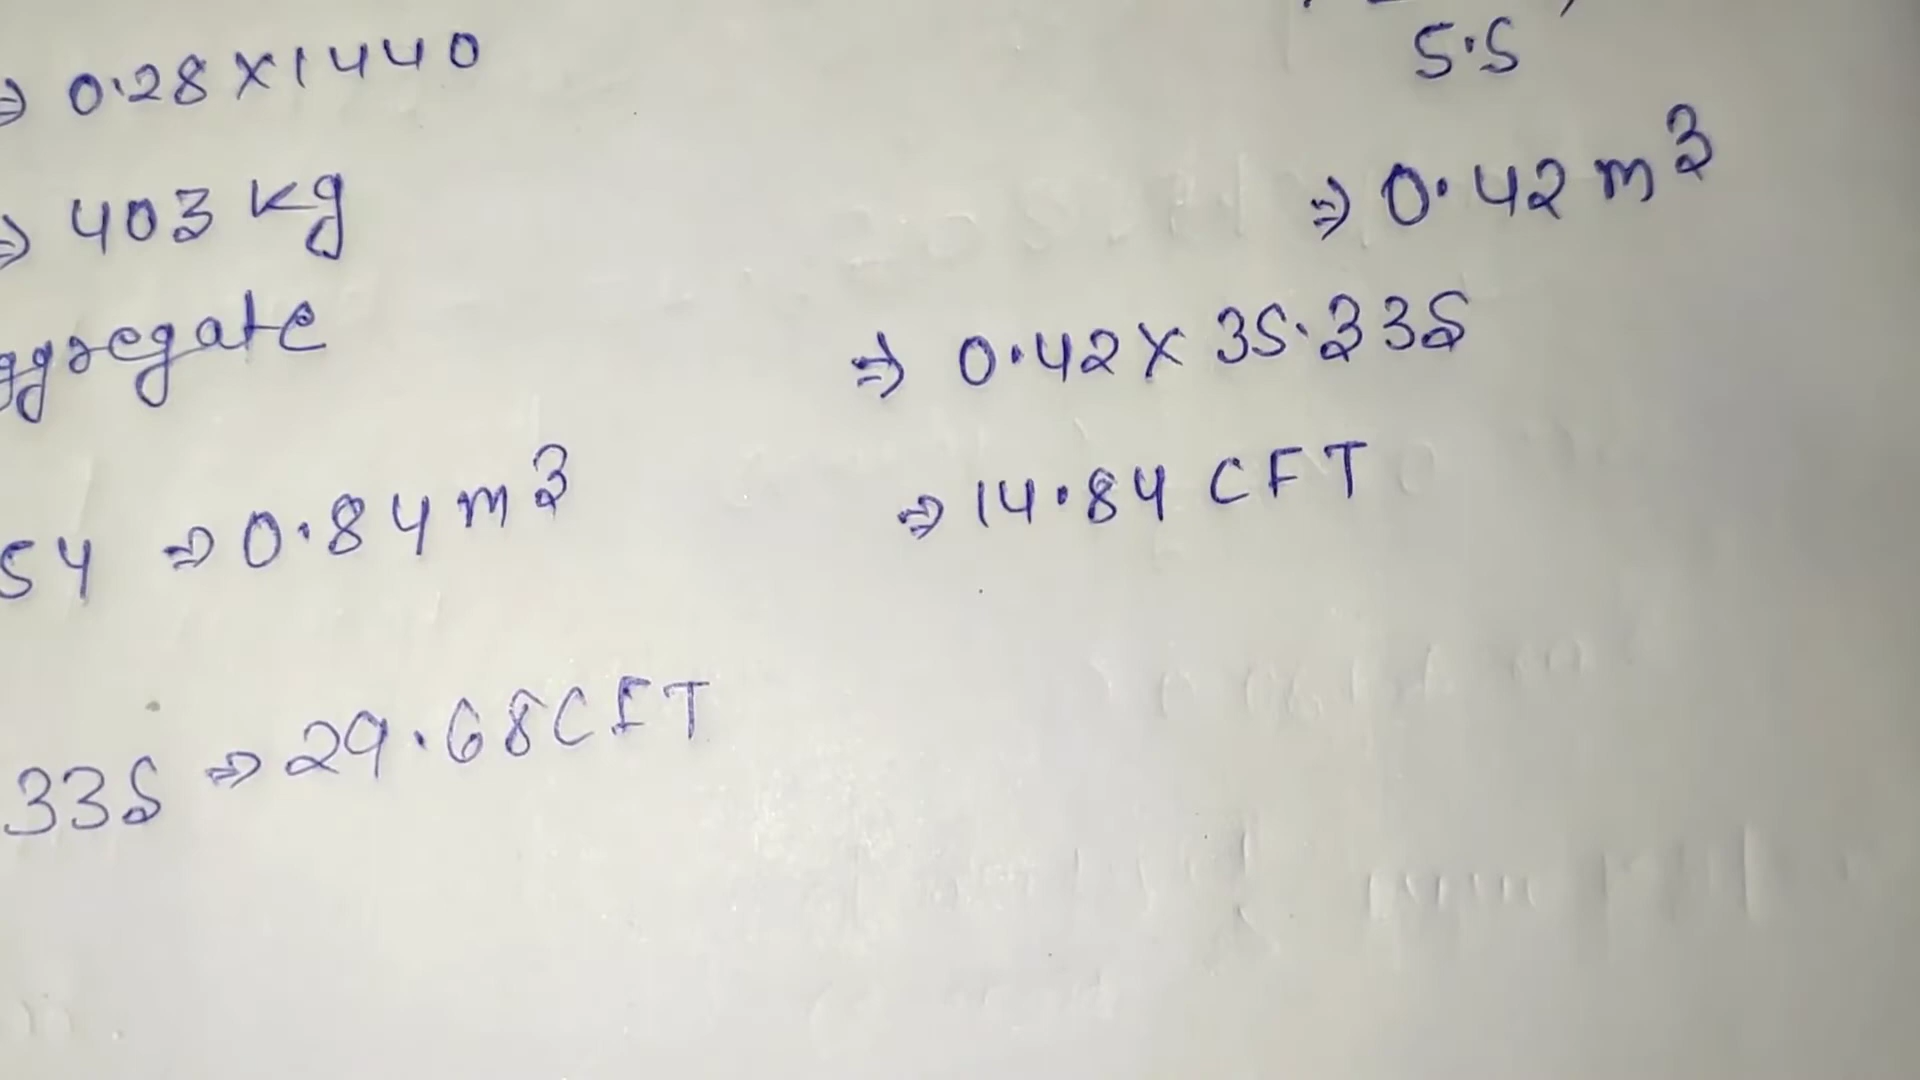 ⇒ 0.28 × 1440
⇒ 403 kg
ggregate
54 ⇒ 0.84 m³
335 ⇒ 29.68 CFT
5.5
⇒ 0.42 m³
⇒ 0.42 × 35.335
⇒ 14.84 CFT